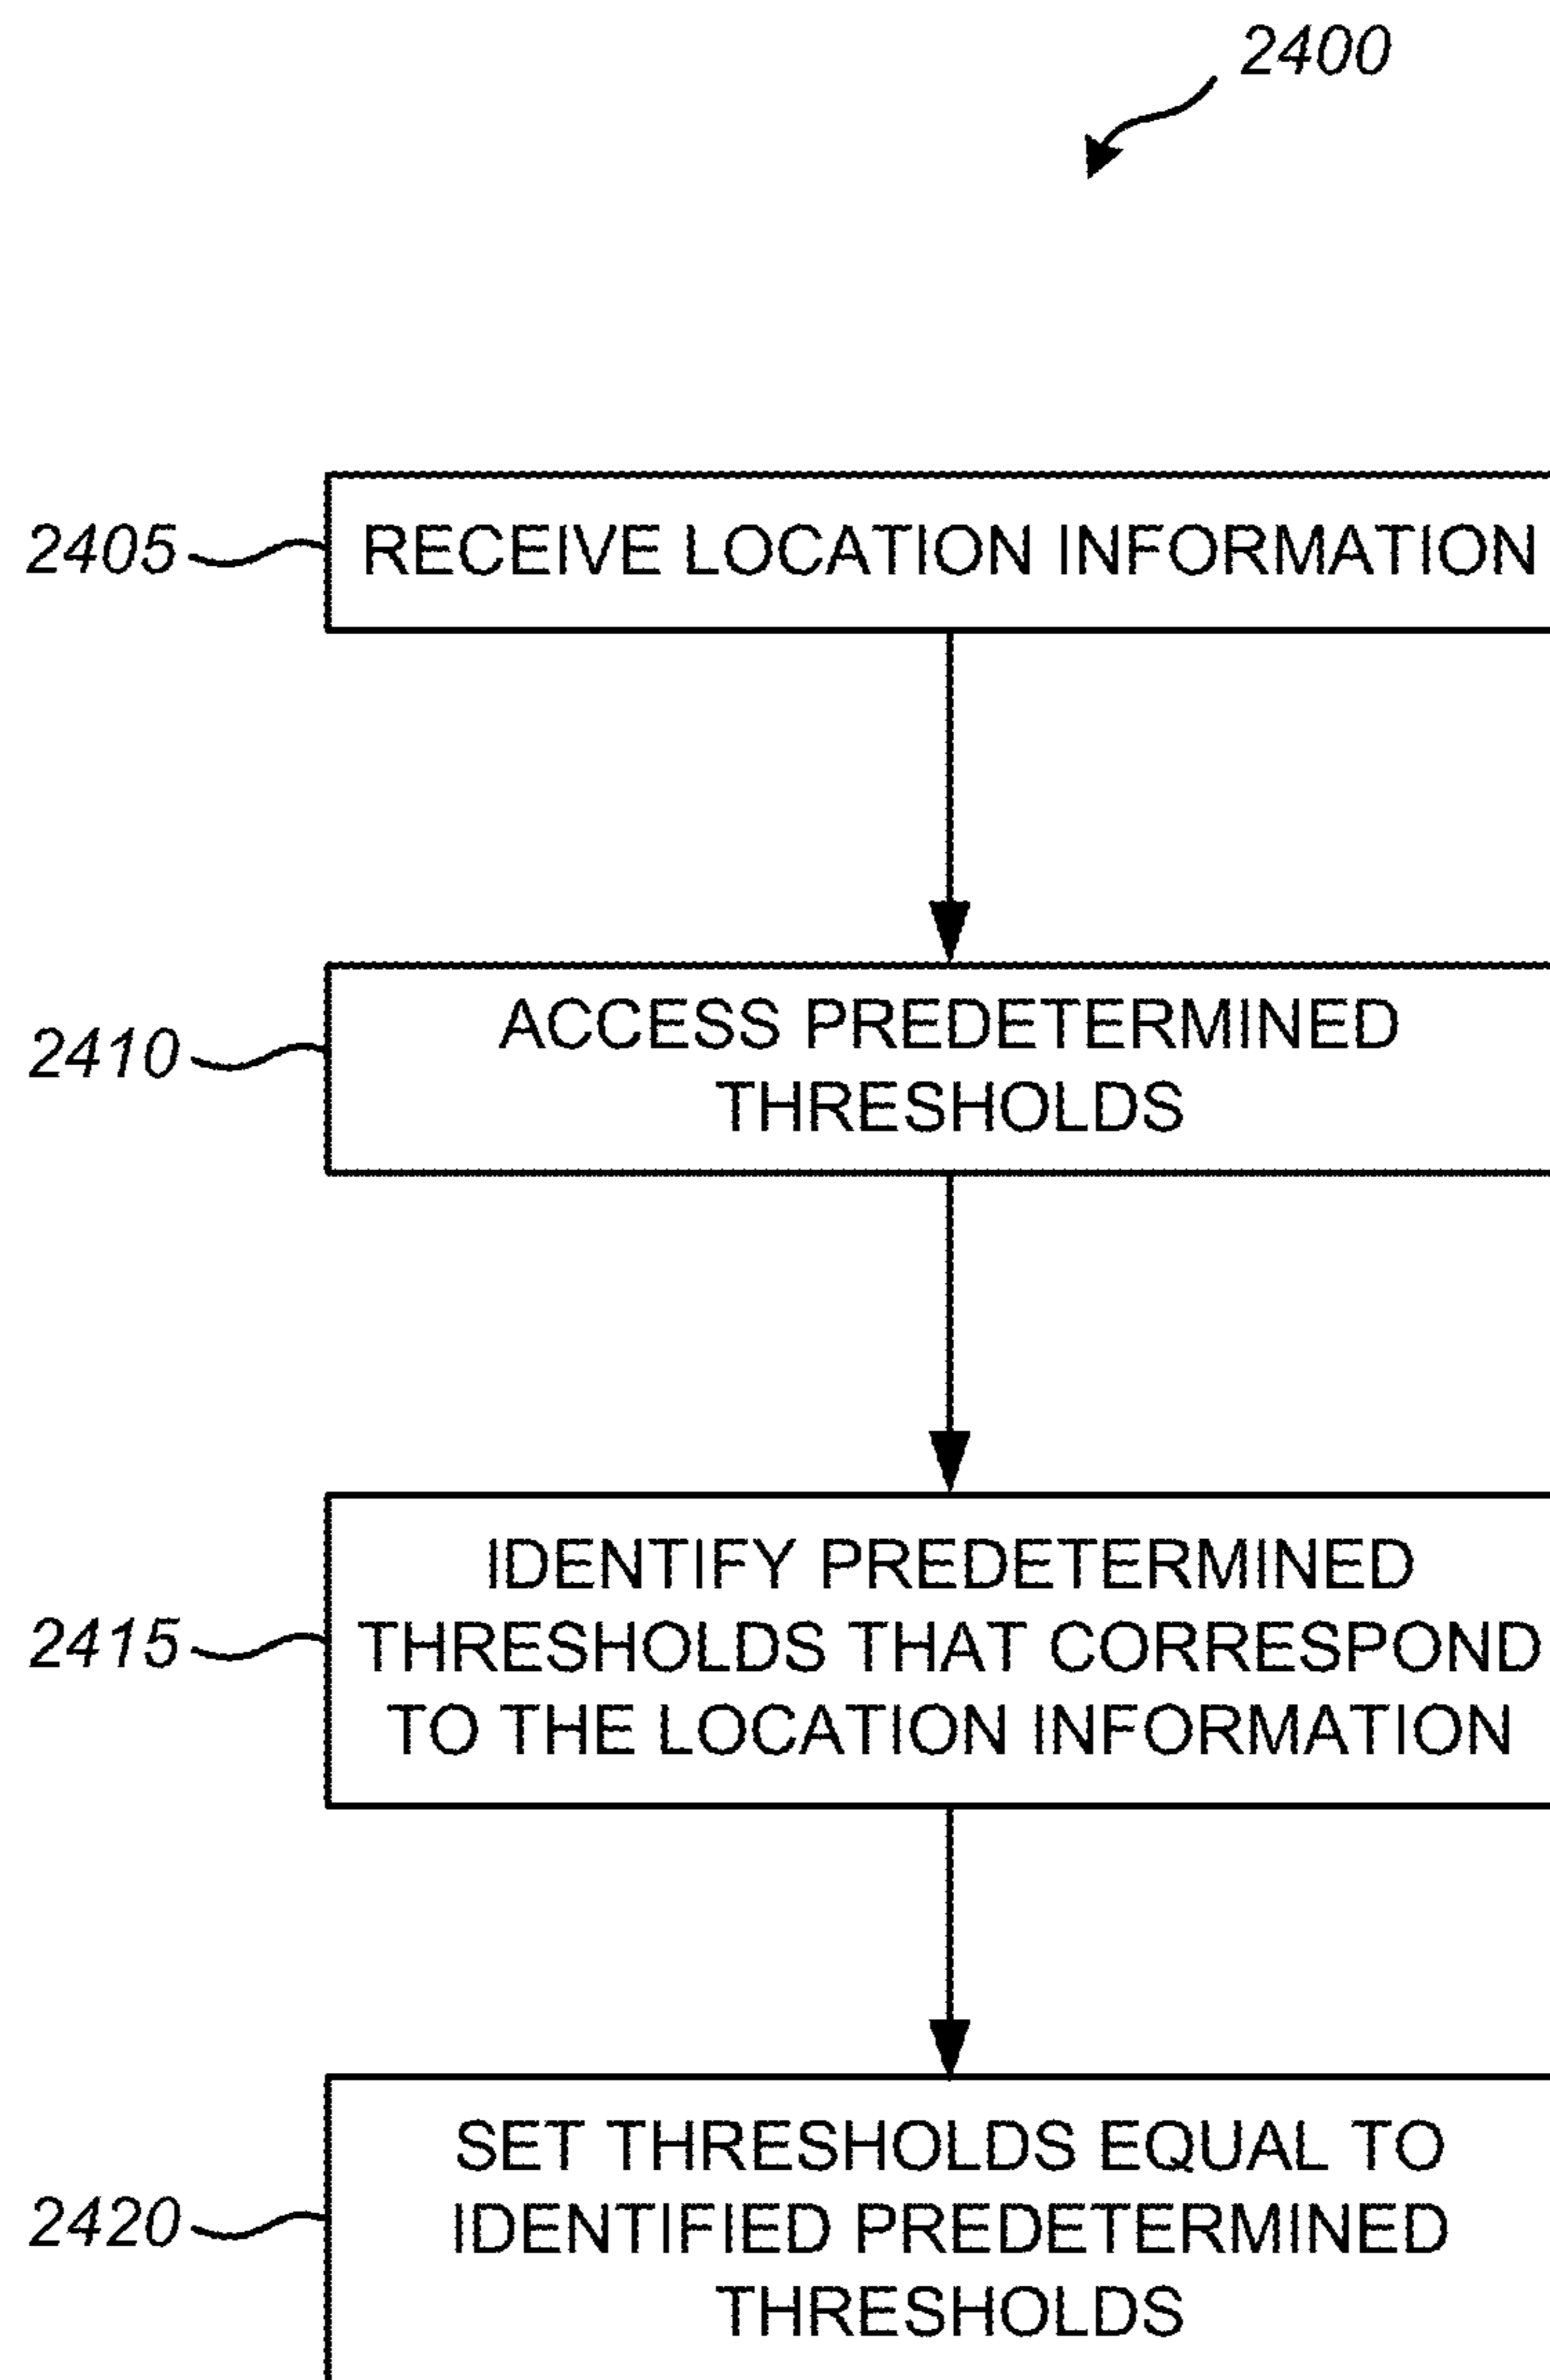 2400
2405
RECEIVE LOCATION INFORMATION
2410
ACCESS PREDETERMINED
THRESHOLDS
2415
IDENTIFY PREDETERMINED
THRESHOLDS THAT CORRESPOND
TO THE LOCATION INFORMATION
2420
SET THRESHOLDS EQUAL TO
IDENTIFIED PREDETERMINED
THRESHOLDS